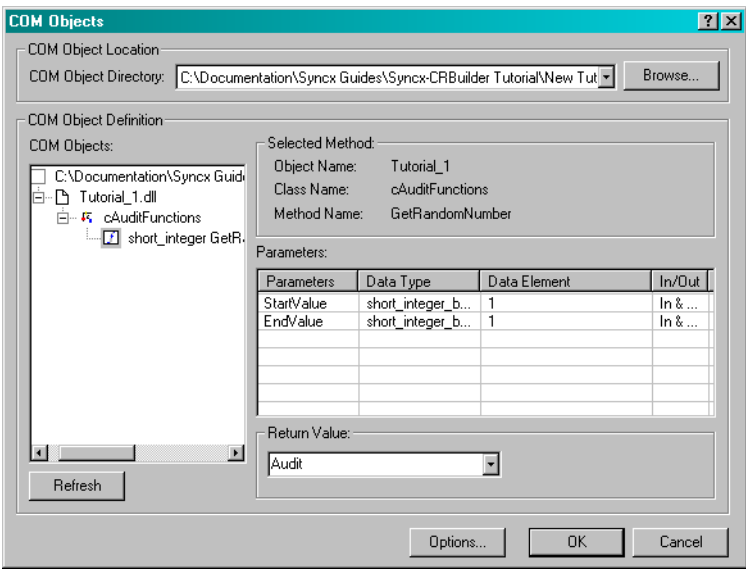 COM Objects
COM Object Location
COM Object Directory: C:\Documentation\Syncx Guides\Syncx-CRBuilder Tutorial\New Tut
Browse...
COM Object Definition
COM Objects:
C:\Documentation\Syncx Guid
Tutorial_1.dll
cAuditFunctions
short_integer GetR
Refresh
Selected Method:
Object Name: Tutorial_1
Class Name: cAuditFunctions
Method Name: GetRandomNumber
Parameters:
Parameters Data Type Data Element In/Out
StartValue short_integer_b... 1 In & ...
EndValue short_integer_b... 1 In & ...
Return Value:
Audit
Options... OK Cancel